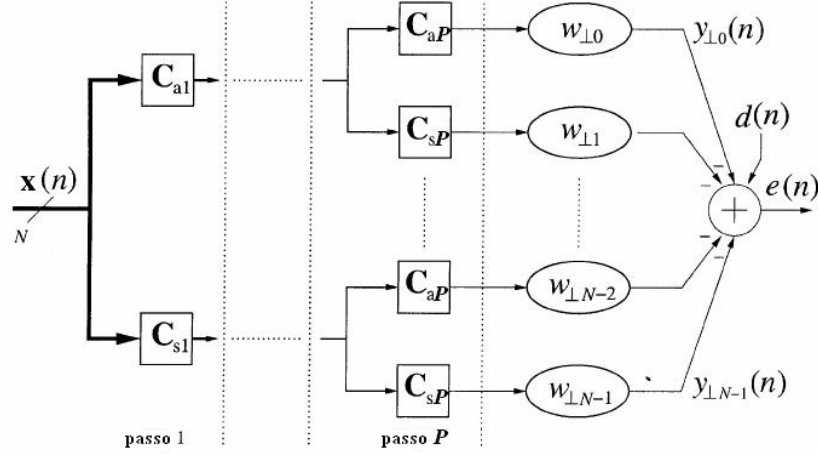 C_aP
w_⊥0
y_⊥0(n)
C_a1
C_sP
w_⊥1
d(n)
x(n)
N
e(n)
−
−
−
−
+
C_aP
w_⊥N−2
C_s1
C_sP
w_⊥N−1
y_⊥N−1(n)
passo 1
passo P